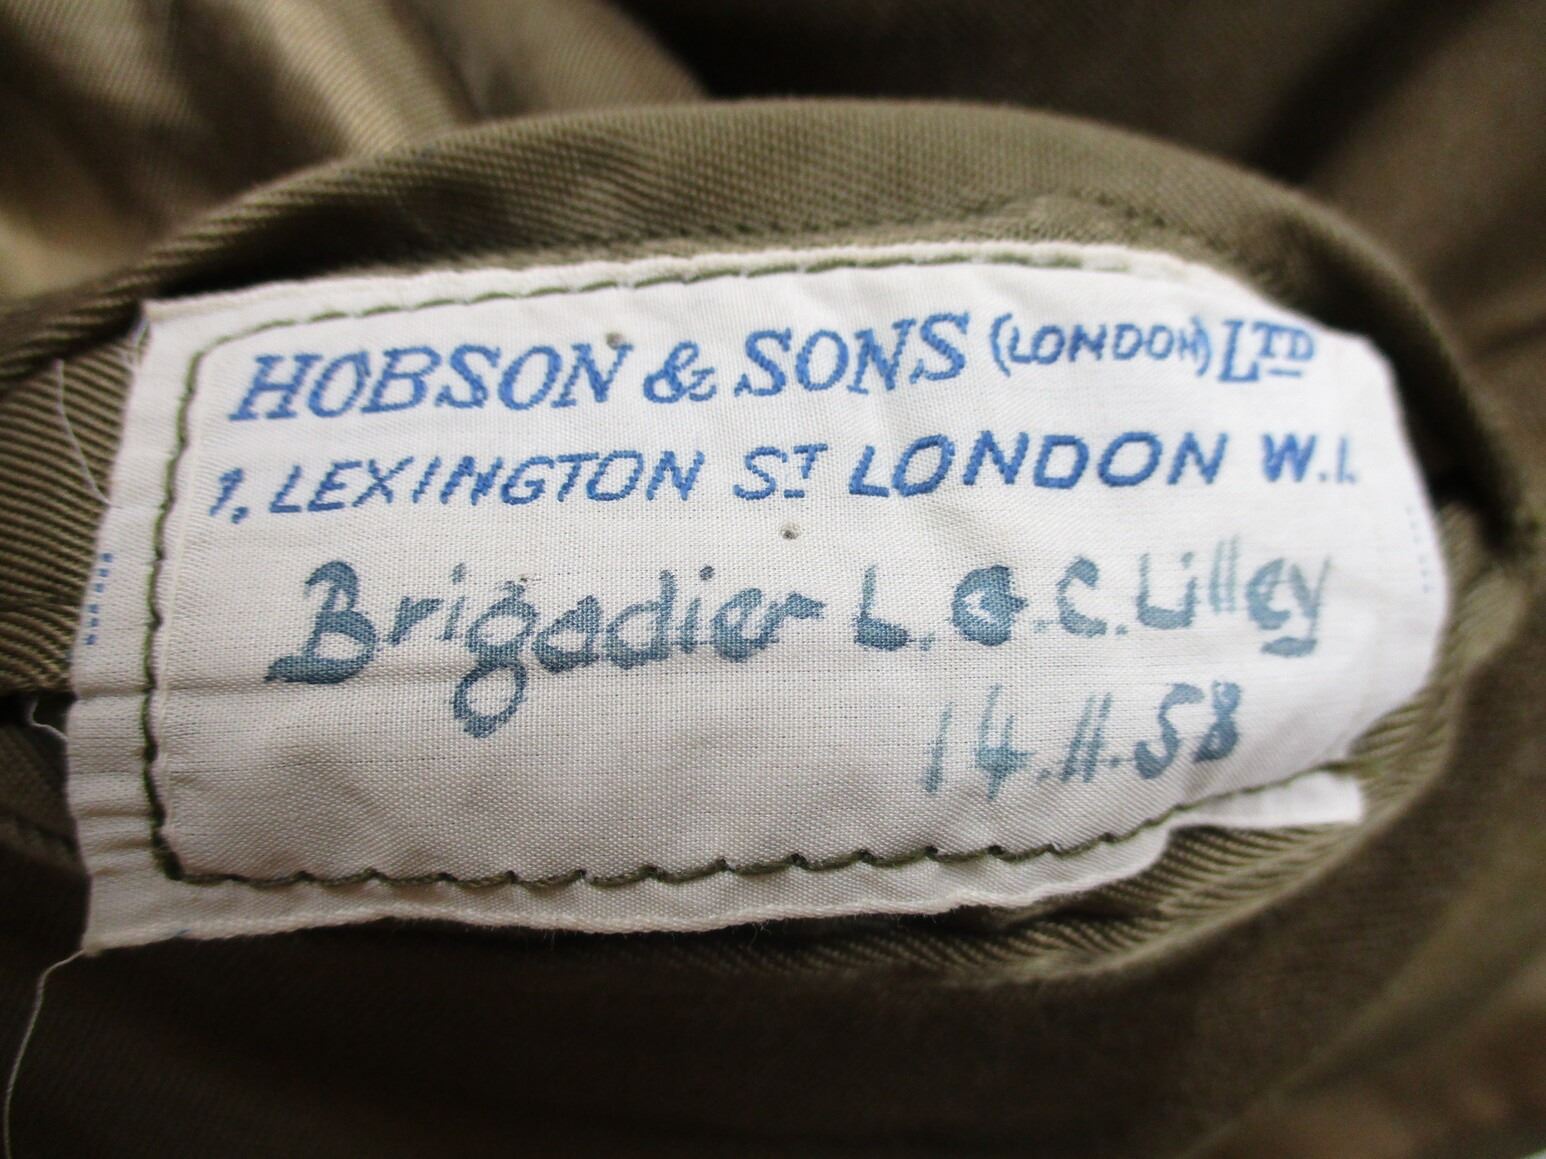 HOBSON & SONS (LONDON) LTD
1, LEXINGTON ST LONDON W.1.
Brigadier L. G. C. Lilley
14.11.58